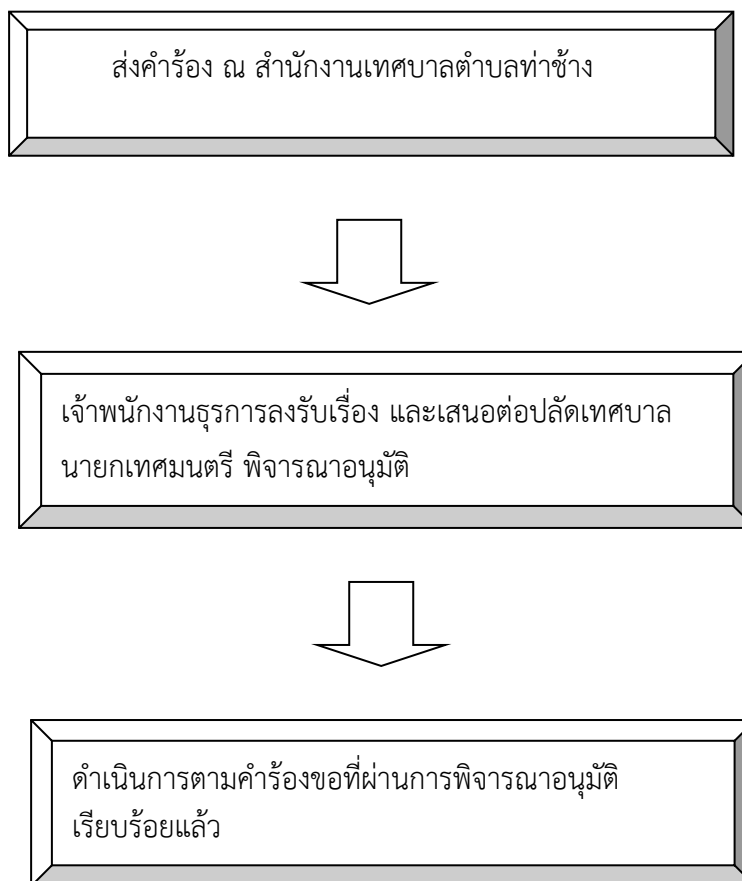 ส่งคำร้อง ณ สำนักงานเทศบาลตำบลท่าช้าง
เจ้าพนักงานธุรการลงรับเรื่อง และเสนอต่อปลัดเทศบาล
นายกเทศมนตรี พิจารณาอนุมัติ
ดำเนินการตามคำร้องขอที่ผ่านการพิจารณาอนุมัติ
เรียบร้อยแล้ว